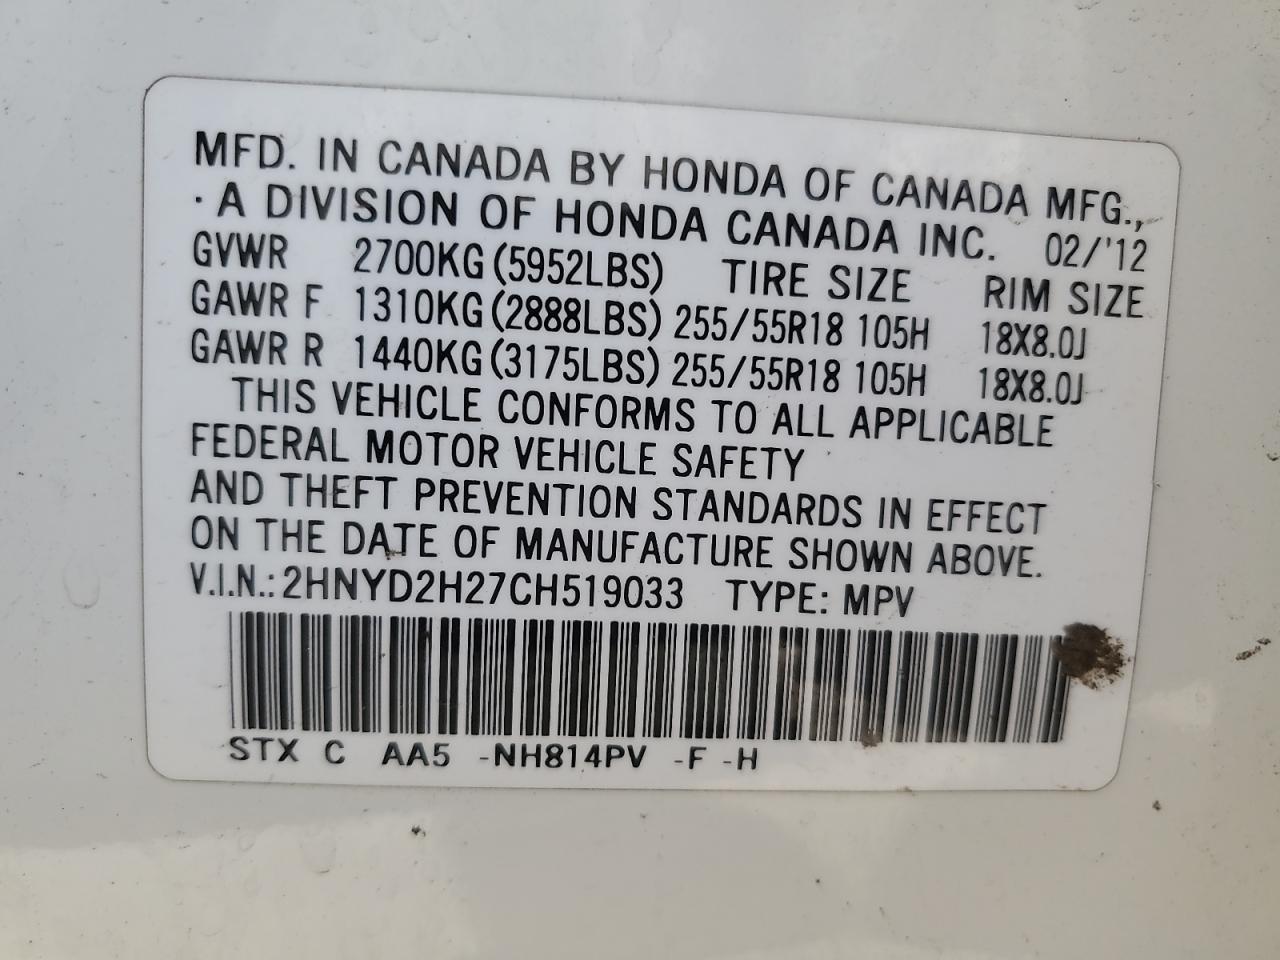 MFD. IN CANADA BY HONDA OF CANADA MFG.,
· A DIVISION OF HONDA CANADA INC. 02/'12
GVWR 2700KG (5952LBS) TIRE SIZE RIM SIZE
GAWR F 1310KG (2888LBS) 255/55R18 105H 18X8.0J
GAWR R 1440KG (3175LBS) 255/55R18 105H 18X8.0J
THIS VEHICLE CONFORMS TO ALL APPLICABLE
FEDERAL MOTOR VEHICLE SAFETY
AND THEFT PREVENTION STANDARDS IN EFFECT
ON THE DATE OF MANUFACTURE SHOWN ABOVE.
V.I.N.: 2HNYD2H27CH519033 TYPE: MPV
STX C AA5 -NH814PV -F -H